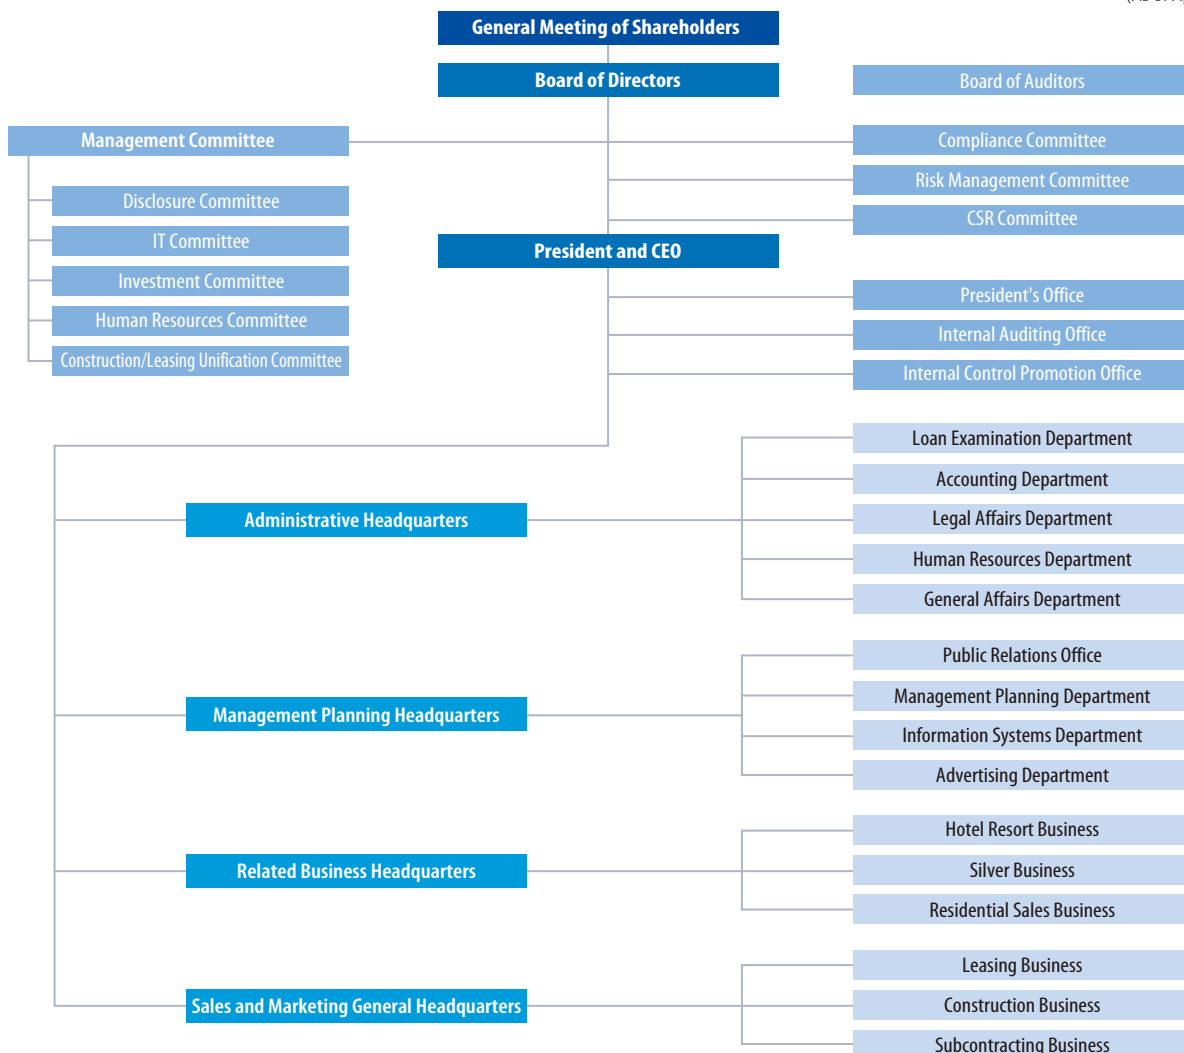 General Meeting of Shareholders
Board of Directors
Board of Auditors
Management Committee
Compliance Committee
Risk Management Committee
CSR Committee
Disclosure Committee
IT Committee
Investment Committee
Human Resources Committee
Construction/Leasing Unification Committee
President and CEO
President's Office
Internal Auditing Office
Internal Control Promotion Office
Administrative Headquarters
Loan Examination Department
Accounting Department
Legal Affairs Department
Human Resources Department
General Affairs Department
Management Planning Headquarters
Public Relations Office
Management Planning Department
Information Systems Department
Advertising Department
Related Business Headquarters
Hotel Resort Business
Silver Business
Residential Sales Business
Sales and Marketing General Headquarters
Leasing Business
Construction Business
Subcontracting Business